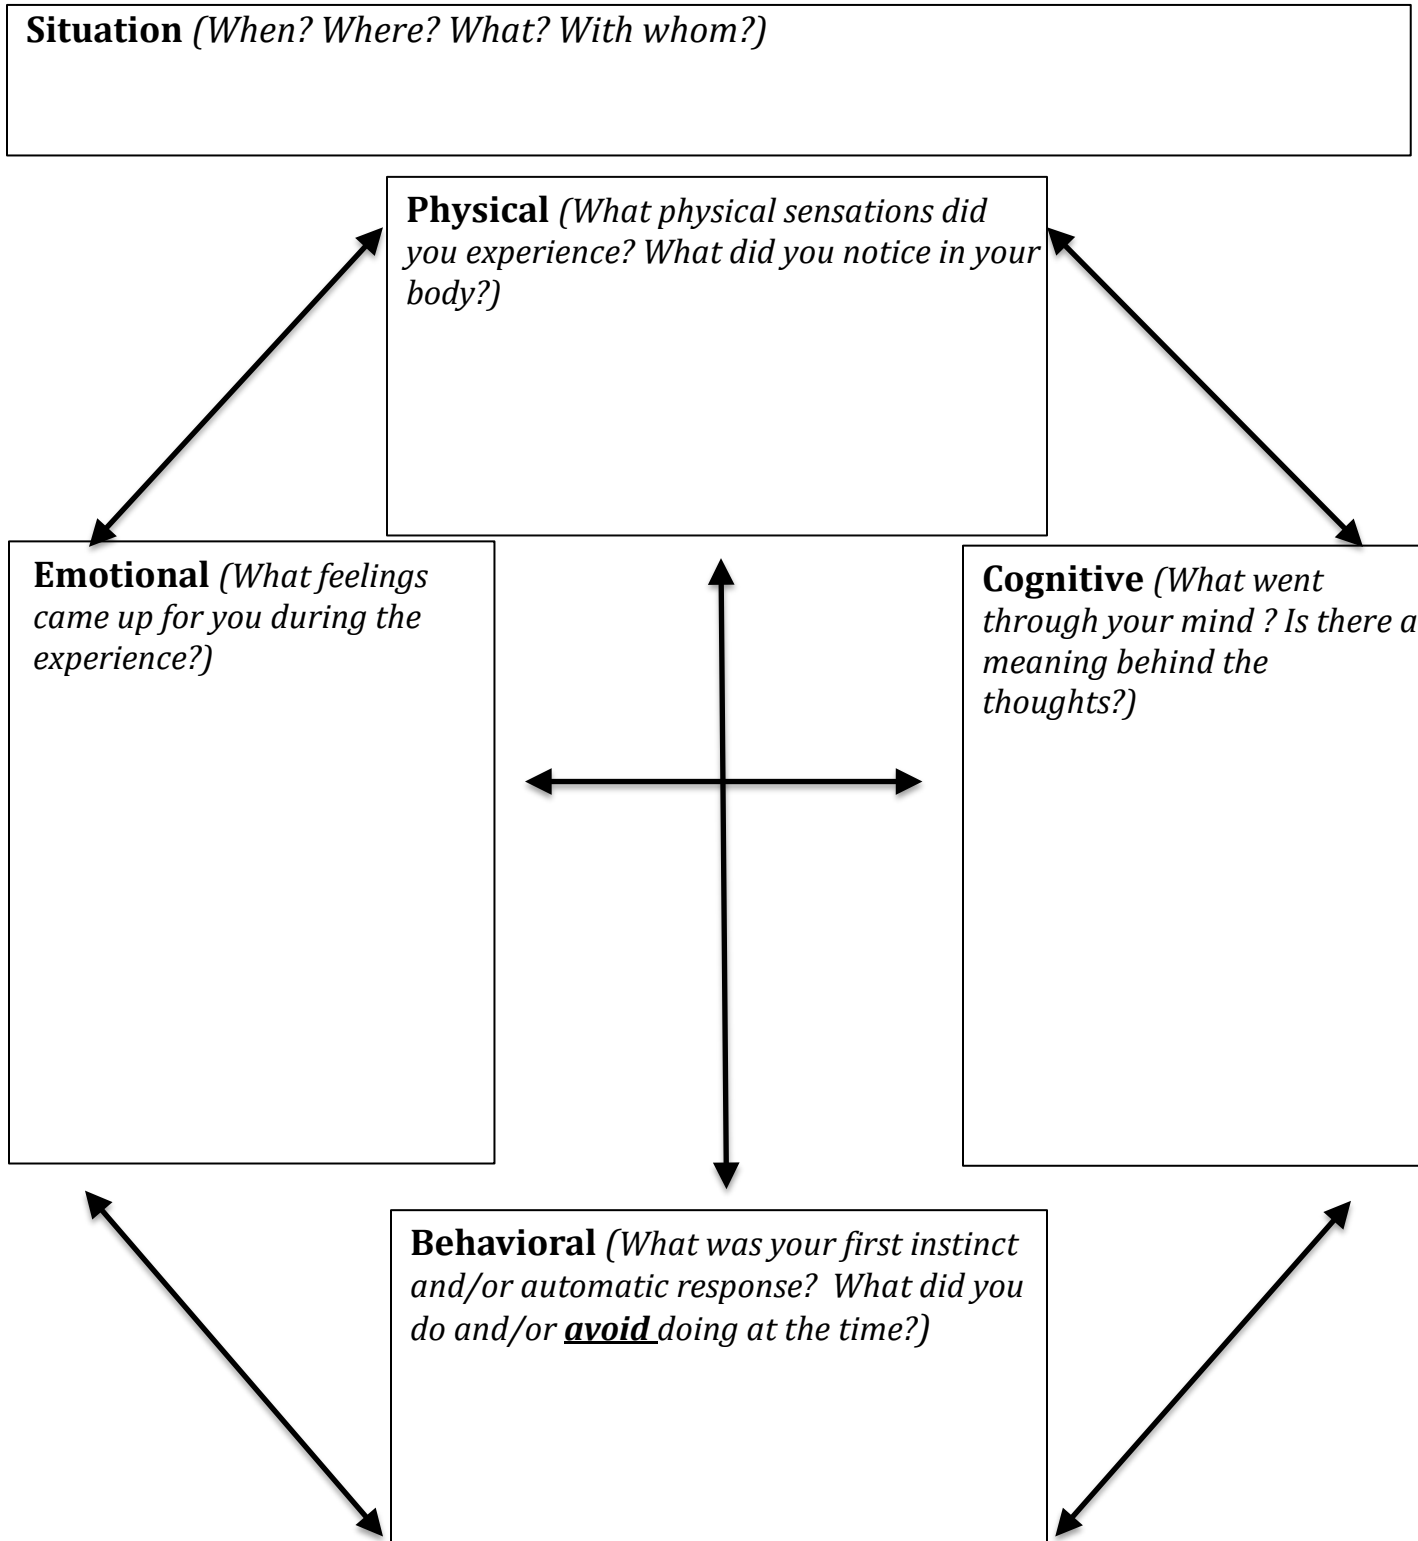 Situation (When? Where? What? With whom?)
Physical (What physical sensations did
you experience? What did you notice in your
body?)
Emotional (What feelings
came up for you during the
experience?)
Cognitive (What went
through your mind ? Is there a
meaning behind the
thoughts?)
Behavioral (What was your first instinct
and/or automatic response?  What did you
do and/or avoid doing at the time?)